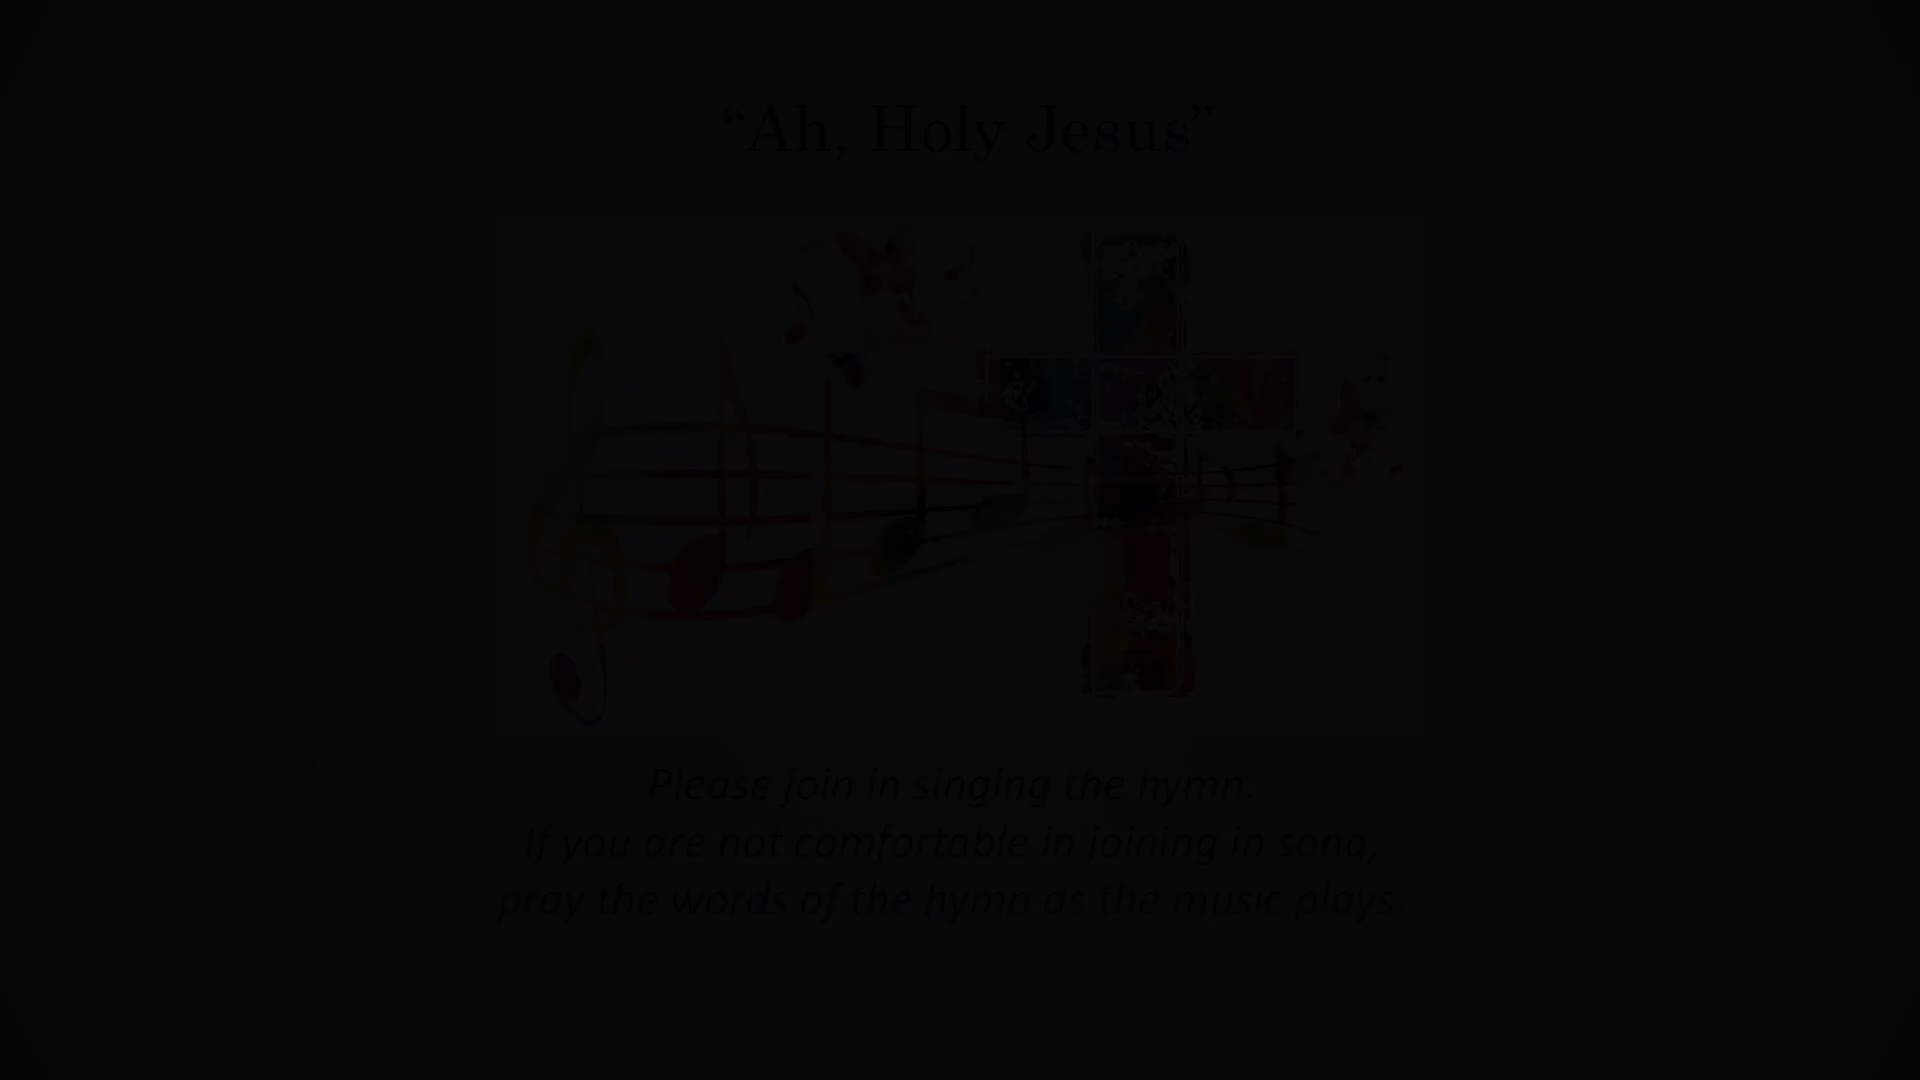 “Ah, Holy Jesus”
Please join in singing the hymn.
If you are not comfortable in joining in song,
pray the words of the hymn as the music plays.